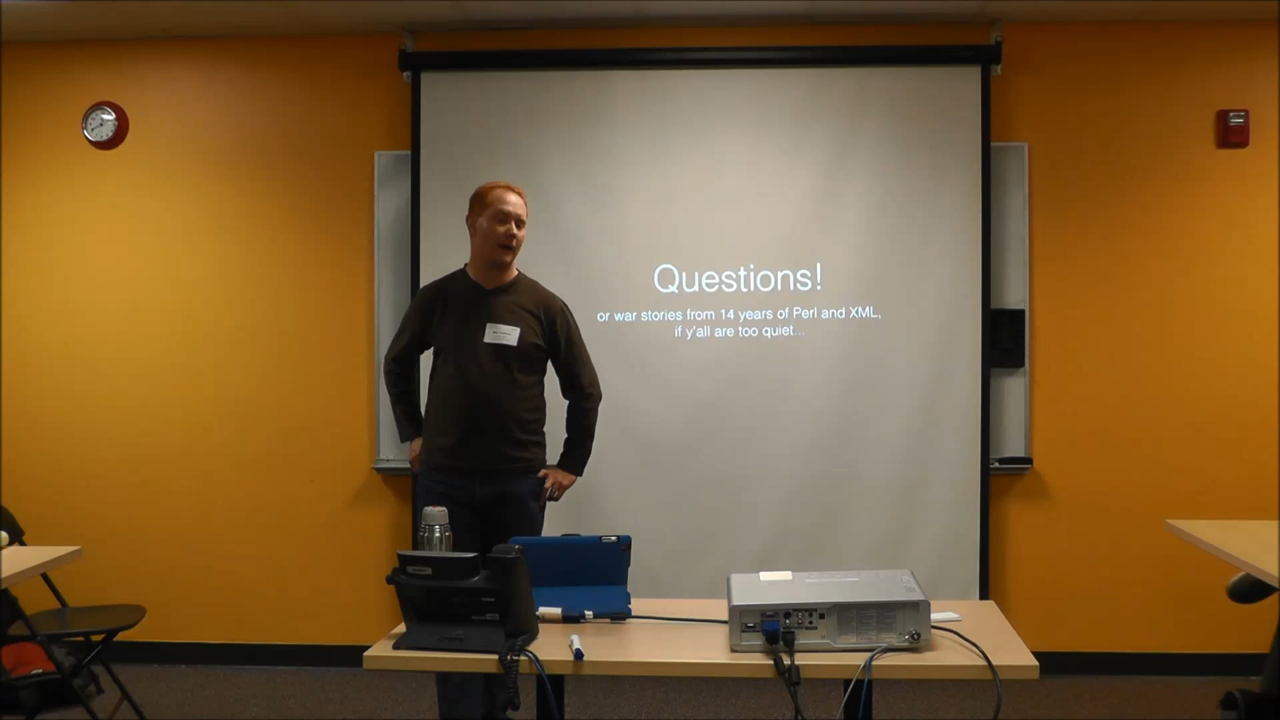 Questions!
or war stories from 14 years of Perl and XML,
if y'all are too quiet...